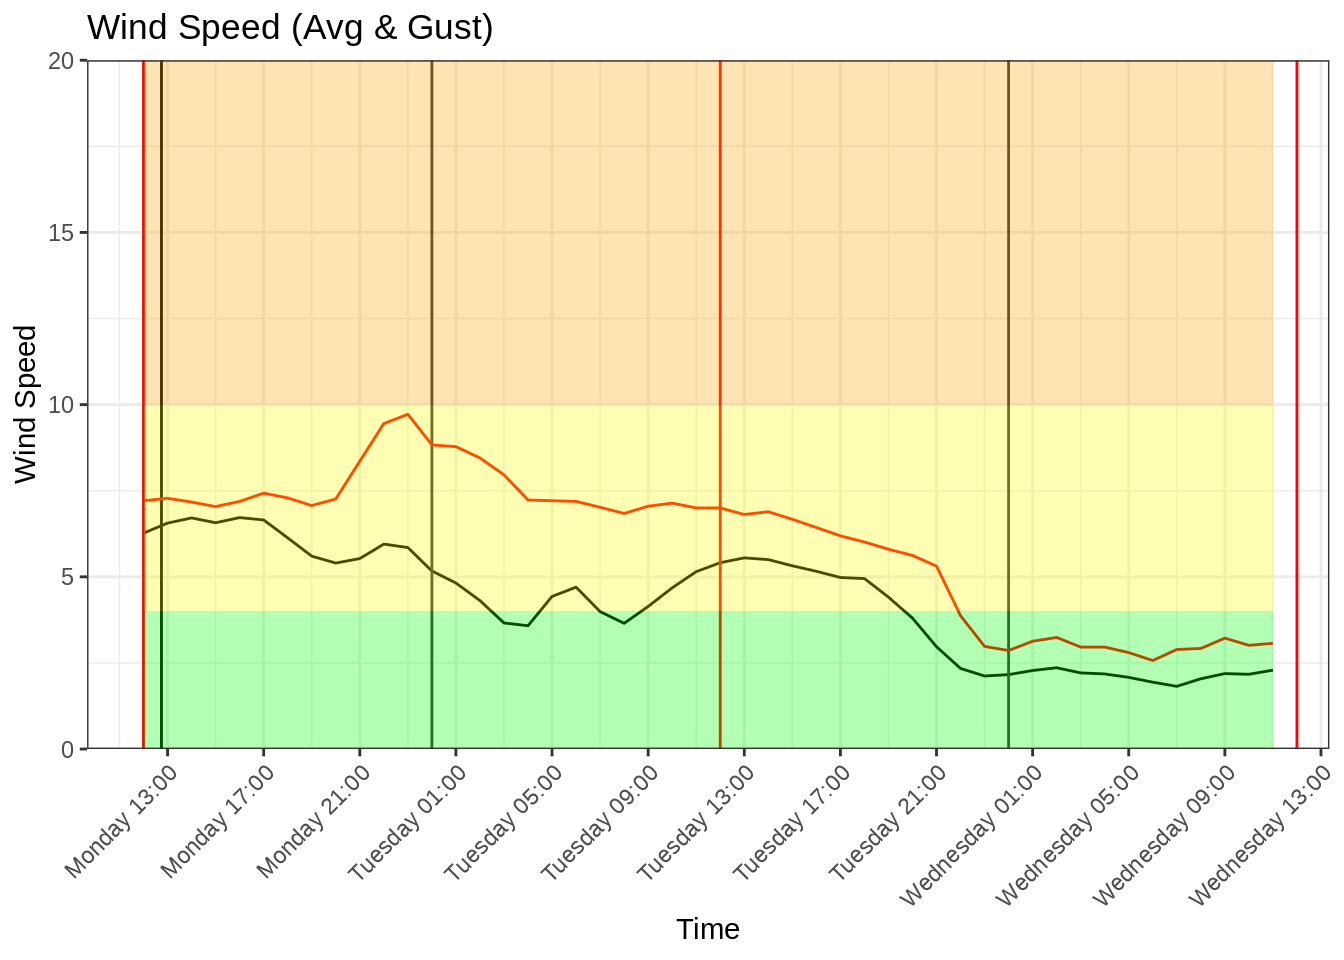 Wind Speed (Avg & Gust)
20
15
10
5
0
Wind Speed
Monday 13:00
Monday 17:00
Monday 21:00
Tuesday 01:00
Tuesday 05:00
Tuesday 09:00
Tuesday 13:00
Tuesday 17:00
Tuesday 21:00
Wednesday 01:00
Wednesday 05:00
Wednesday 09:00
Wednesday 13:00
Time